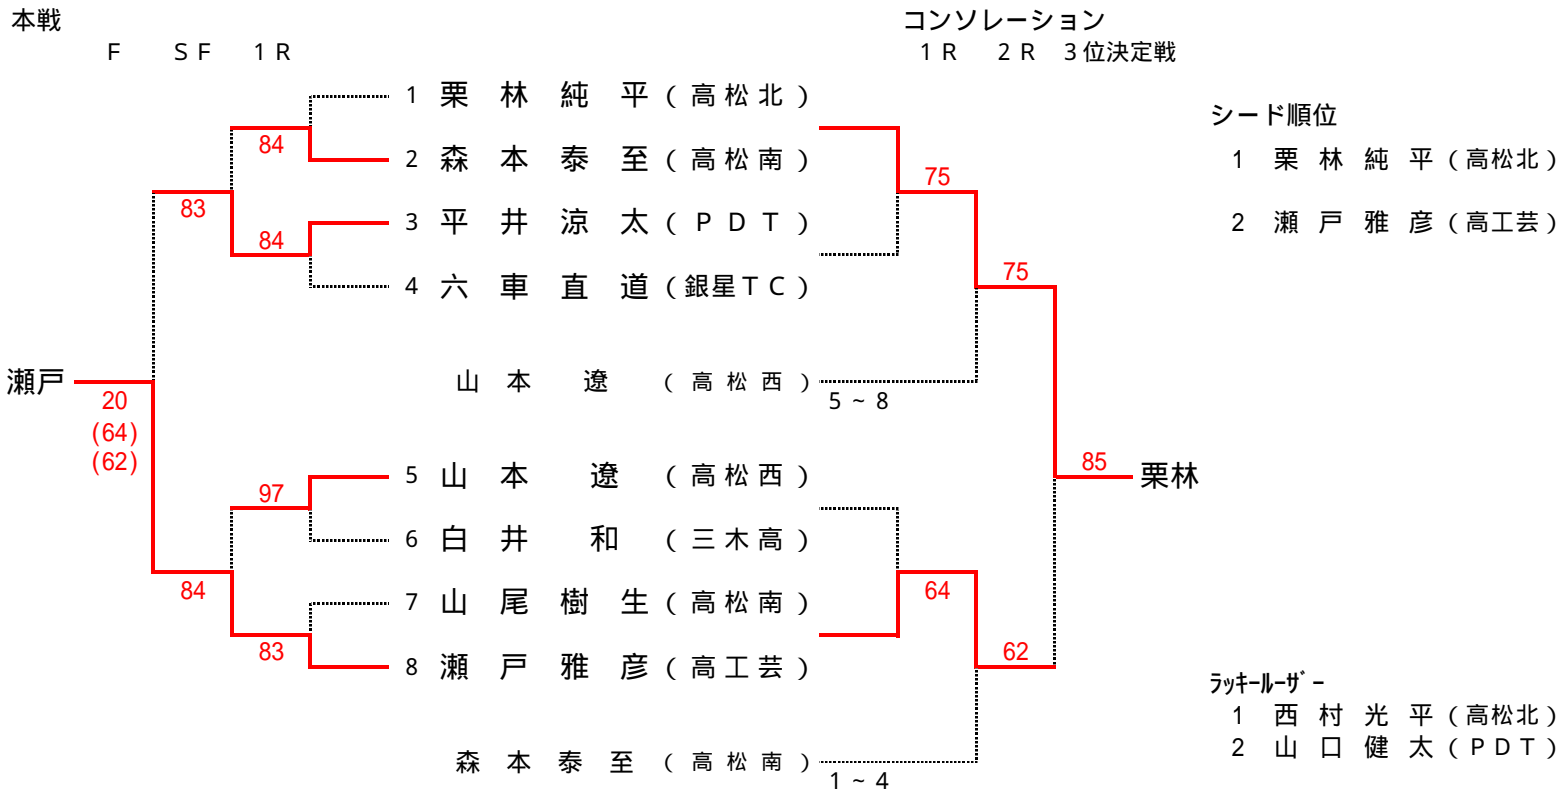 本戦 コンソレーション
F SF 1R 1R 2R 3位決定戦
1 栗林純平(高松北)
シード順位
84
2 森本泰至(高松南)
1 栗林純平(高松北)
75
83
3 平井涼太(PDT)
2 瀬戸雅彦(高工芸)
84
4 六車直道(銀星TC)
75
瀬戸
山本遼(高松西)
20
5~8
(64)
(62)
5 山本遼(高松西)
85
栗林
97
6 白井和(三木高)
84
7 山尾樹生(高松南)
64
83
8 瀬戸雅彦(高工芸)
62
ラッキールーザー
1 西村光平(高松北)
2 山口健太(PDT)
森本泰至(高松南)
1~4